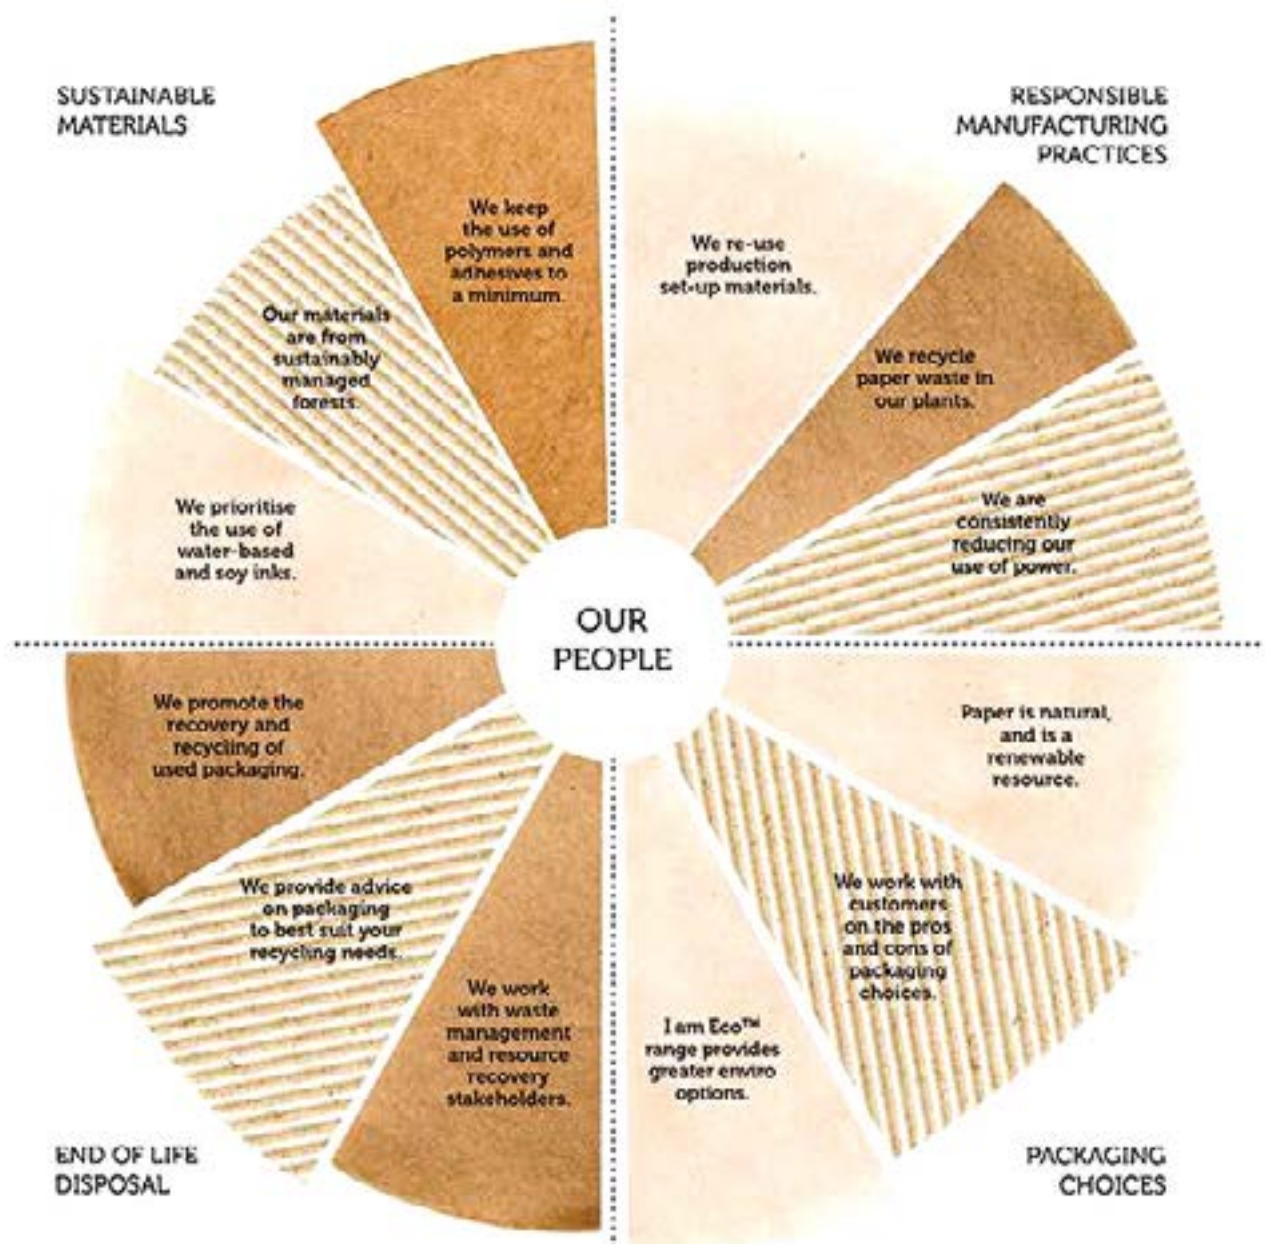 SUSTAINABLE
MATERIALS
We keep
the use of
polymers and
adhesives to
a minimum.
Our materials
are from
sustainably
managed
forests.
We prioritise
the use of
water-based
and soy inks.
RESPONSIBLE
MANUFACTURING
PRACTICES
We re-use
production
set-up materials.
We recycle
paper waste in
our plants.
We are
consistently
reducing our
use of power.
OUR
PEOPLE
We promote the
recovery and
recycling of
used packaging.
We provide advice
on packaging
to best suit your
recycling needs.
We work
with waste
management
and resource
recovery
stakeholders.
END OF LIFE
DISPOSAL
Paper is natural,
and is a
renewable
resource.
We work with
customers
on the pros
and cons of
packaging
choices.
I am Eco™
range provides
greater enviro
options.
PACKAGING
CHOICES